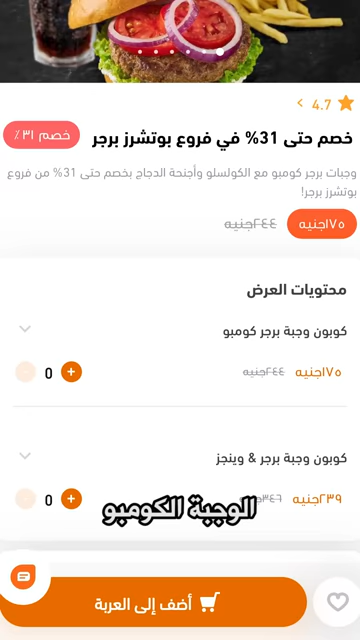 4.7
خصم حتى 31% في فروع بوتشرز برجر
خصم ٣١ ٪
وجبات برجر كومبو مع الكولسلو وأجنحة الدجاج بخصم حتى 31% من فروع
بوتشرز برجر!
١٧٥جنيه ٢٤٤جنيه
محتويات العرض
كوبون وجبة برجر كومبو
١٧٥جنيه ٢٤٤جنيه
+ 0
كوبون وجبة برجر & وينجز
٢٣٩جنيه ٣٤٦جنيه
+ 0
الوجبة الكومبو
أضف إلى العربة